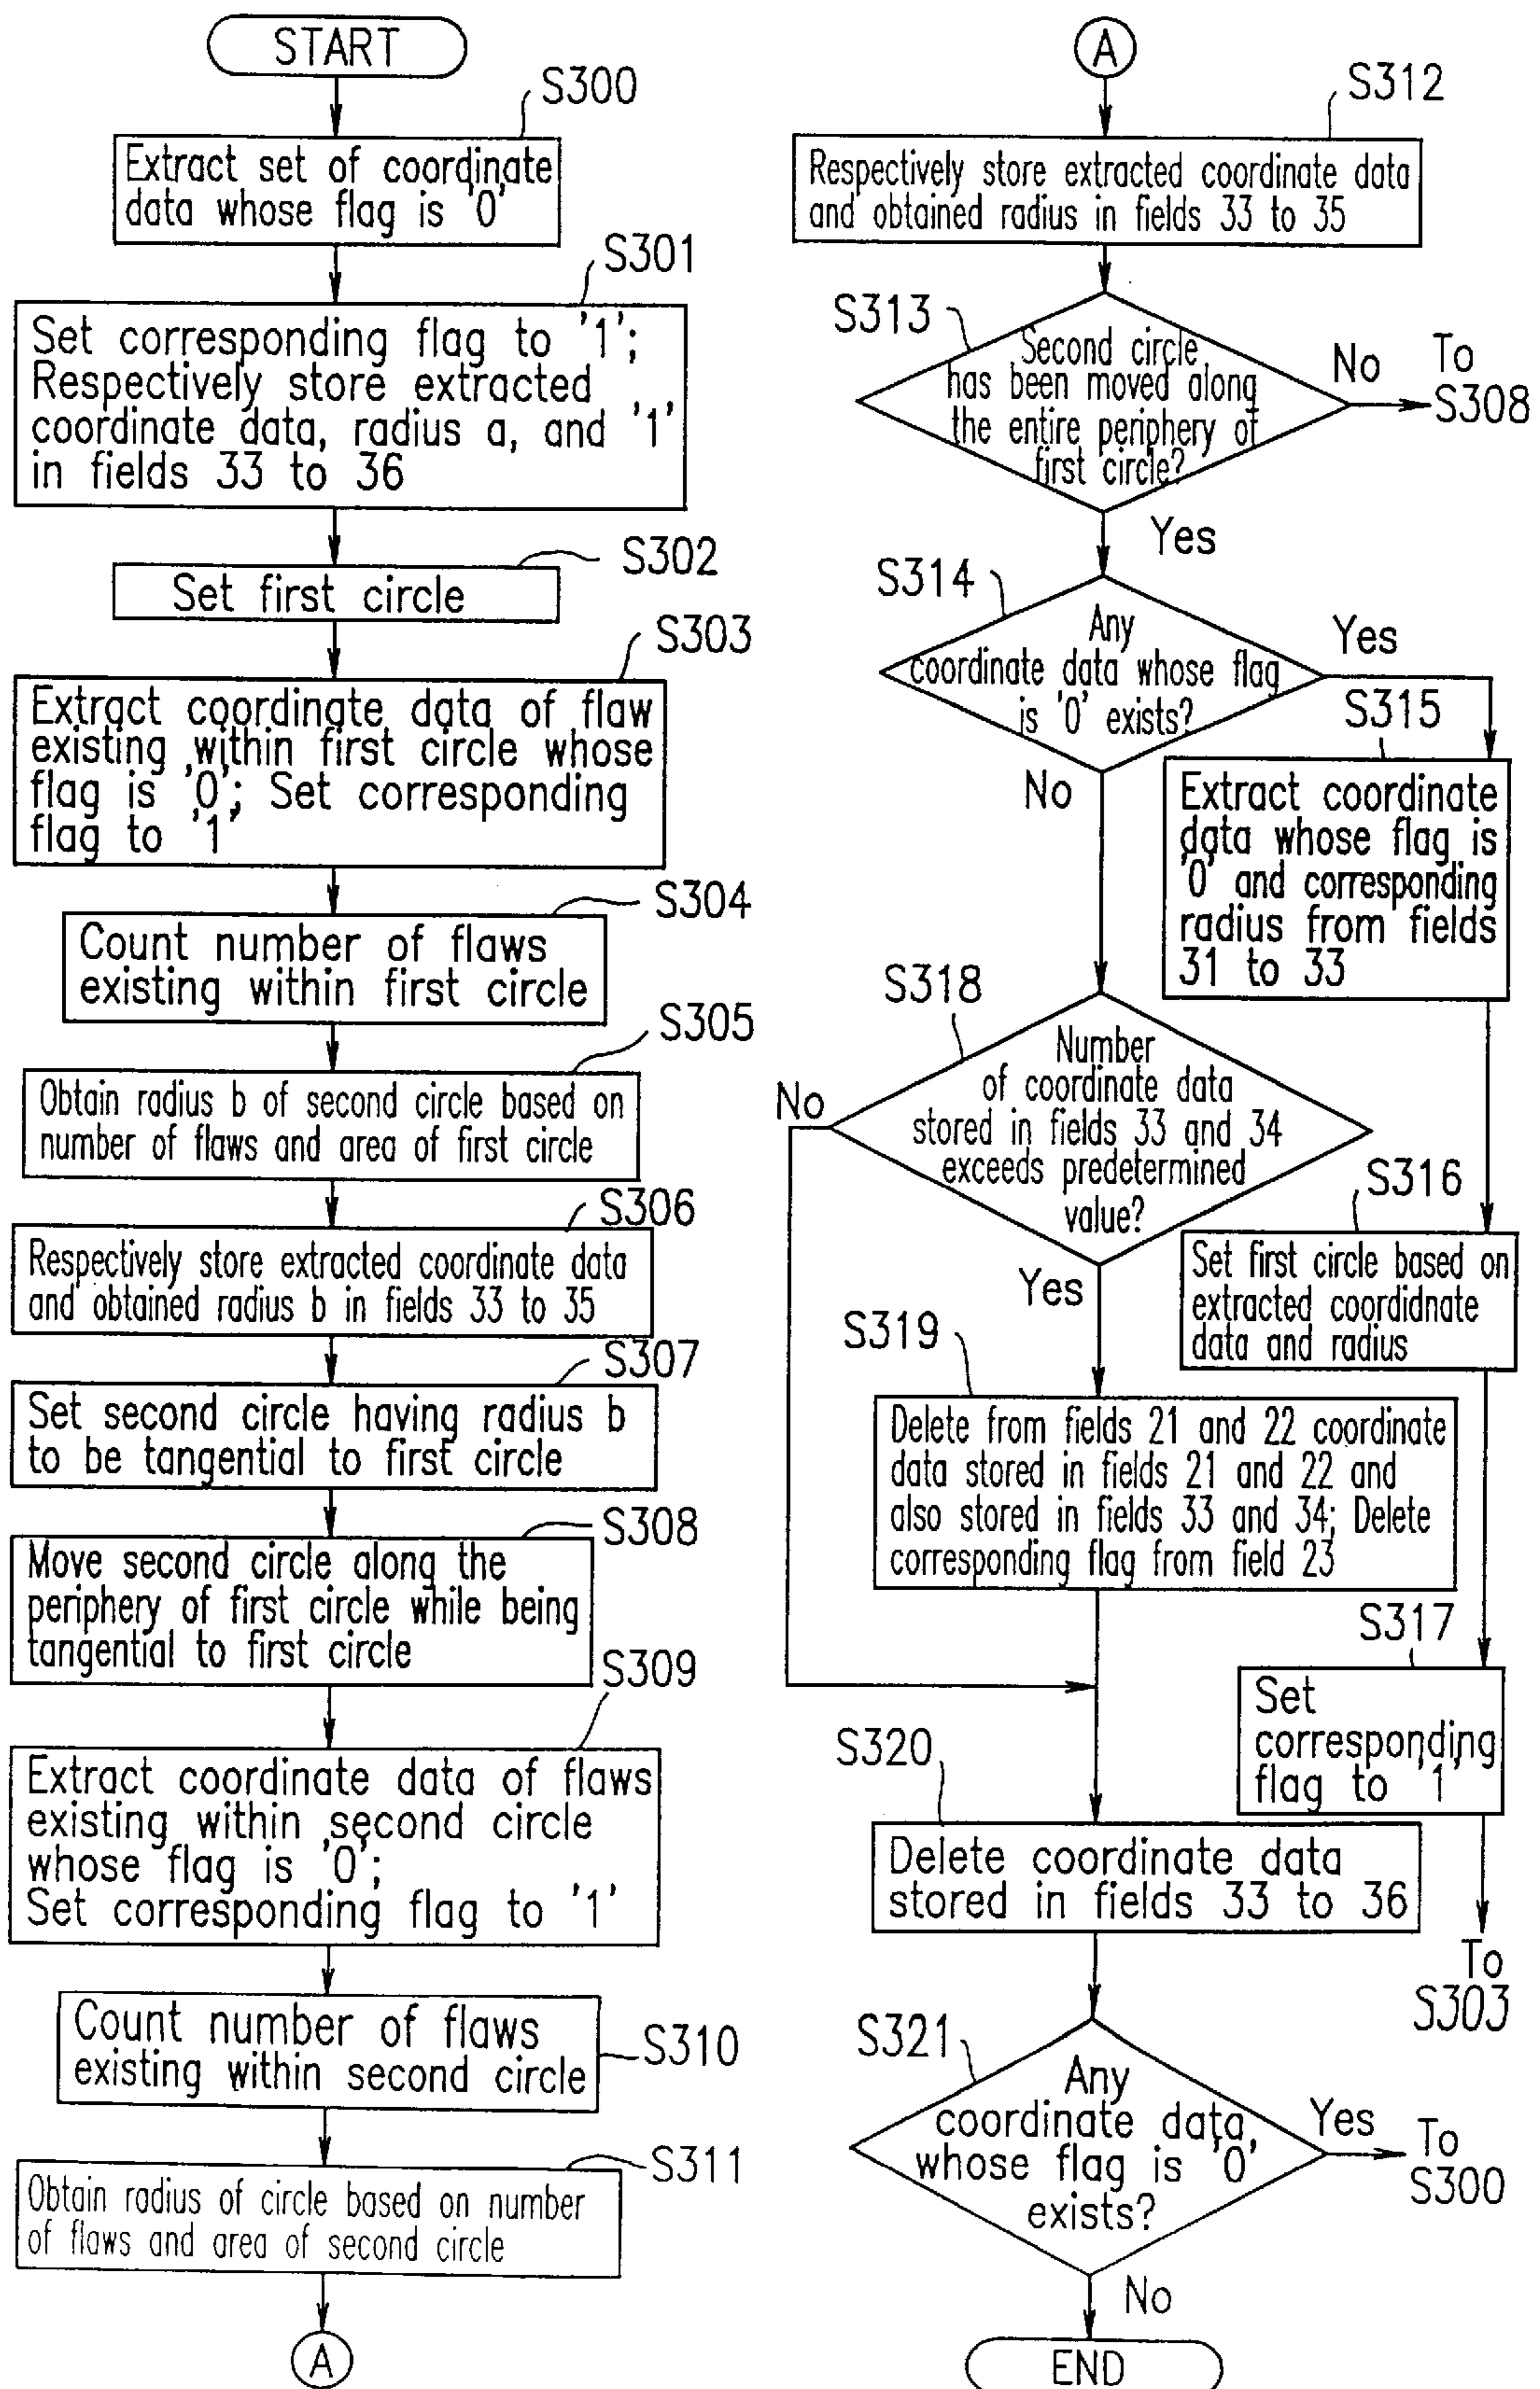 START
S300
Extract set of coordinate
data whose flag is '0'
S301
Set corresponding flag to '1';
Respectively store extracted
coordinate data, radius a, and '1'
in fields 33 to 36
S302
Set first circle
S303
Extract coordinate data of flaw
existing within first circle whose
flag is '0'; Set corresponding
flag to '1'
S304
Count number of flaws
existing within first circle
S305
Obtain radius b of second circle based on
number of flaws and area of first circle
S306
Respectively store extracted coordinate data
and obtained radius b in fields 33 to 35
S307
Set second circle having radius b
to be tangential to first circle
S308
Move second circle along the
periphery of first circle while being
tangential to first circle
S309
Extract coordinate data of flaws
existing within second circle
whose flag is '0';
Set corresponding flag to '1'
Count number of flaws
existing within second circle
S310
S311
Obtain radius of circle based on number
of flaws and area of second circle
A
A
S312
Respectively store extracted coordinate data
and obtained radius in fields 33 to 35
S313
Second circle
has been moved along
the entire periphery of
first circle?
No
To
S308
Yes
S314
Any
coordinate data whose flag
is '0' exists?
Yes
No
S315
Extract coordinate
data whose flag is
'0' and corresponding
radius from fields
31 to 33
S318
Number
of coordinate data
stored in fields 33 and 34
exceeds predetermined
value?
No
Yes
S316
Set first circle based on
extracted coordidnate
data and radius
S319
Delete from fields 21 and 22 coordinate
data stored in fields 21 and 22 and
also stored in fields 33 and 34; Delete
corresponding flag from field 23
S317
Set
corresponding
flag to '1'
To
S303
S320
Delete coordinate data
stored in fields 33 to 36
S321
Any
coordinate data
whose flag is '0'
exists?
Yes
To
S300
No
END